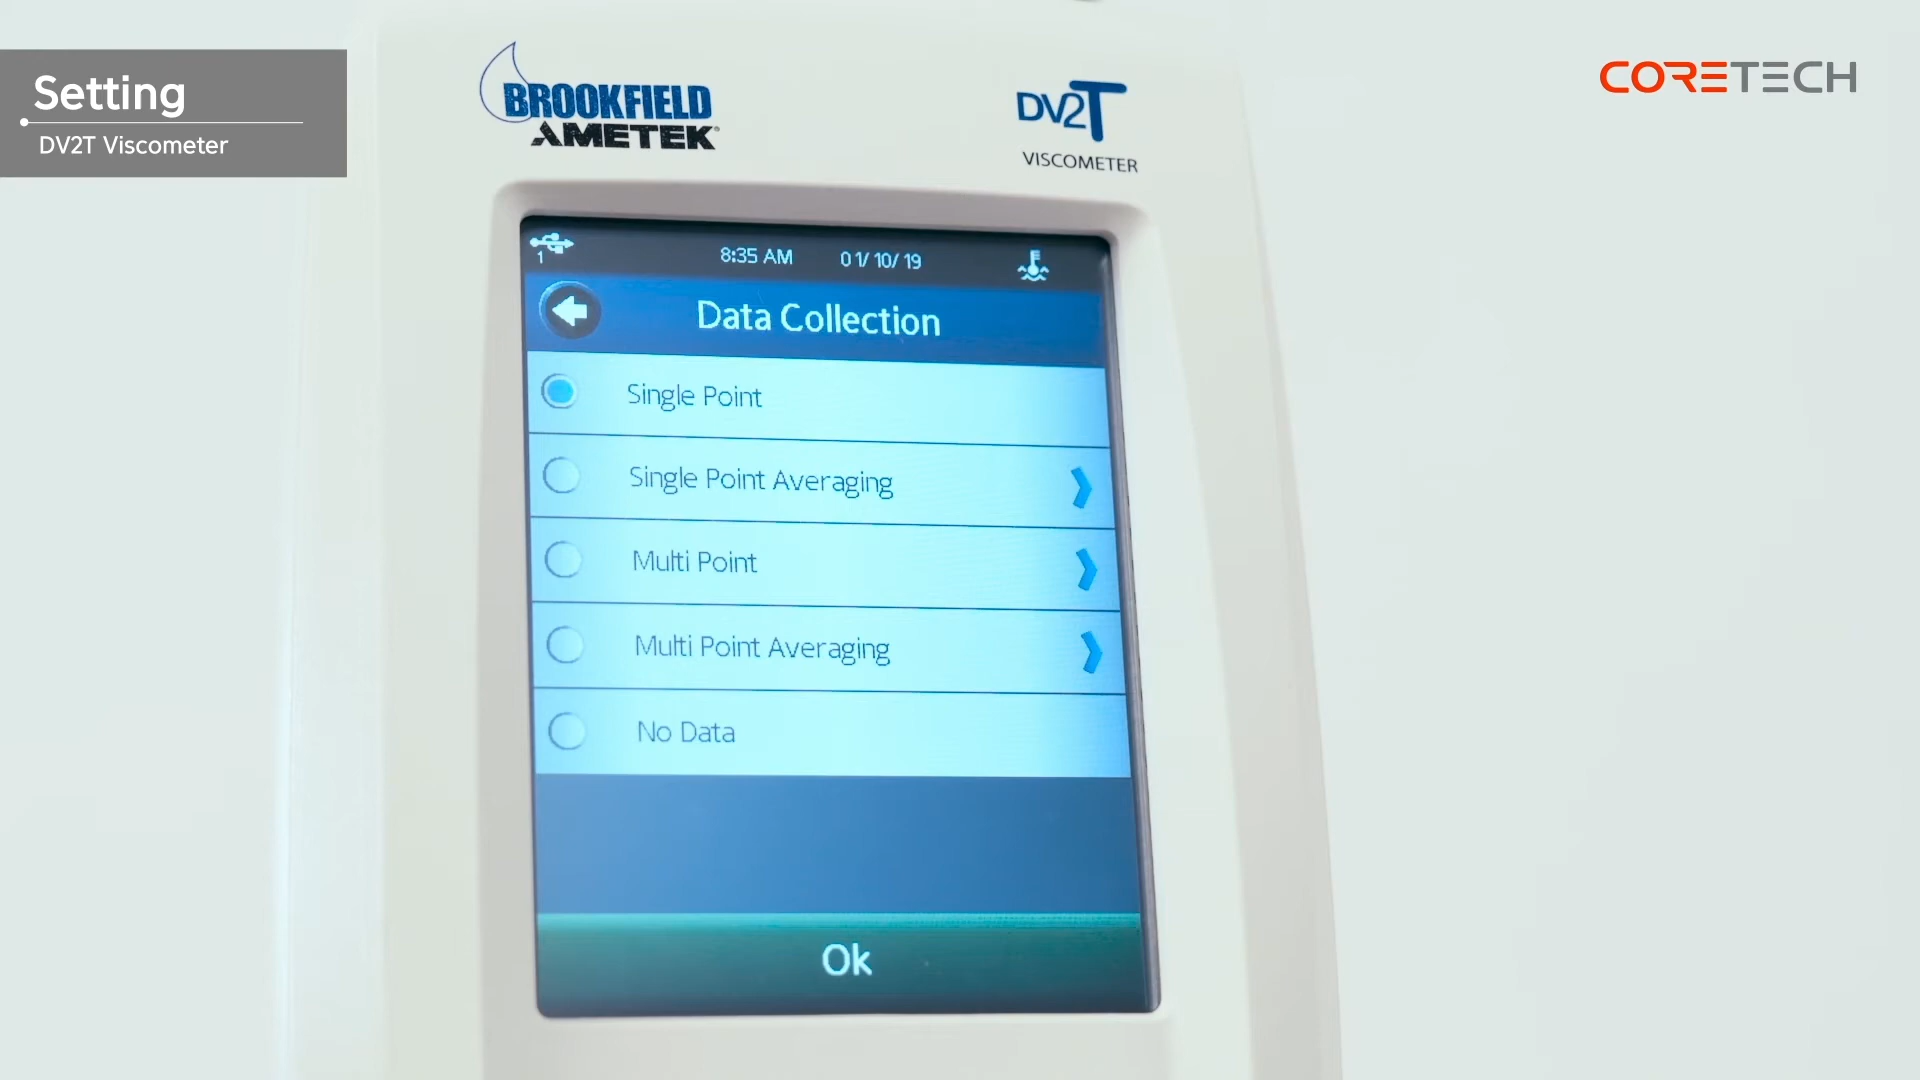 Setting
DV2T Viscometer
BROOKFIELD
AMETEK®
DV2T
VISCOMETER
CORETECH
1
8:35 AM 01/10/19
Data Collection
Single Point
Single Point Averaging
Multi Point
Multi Point Averaging
No Data
Ok